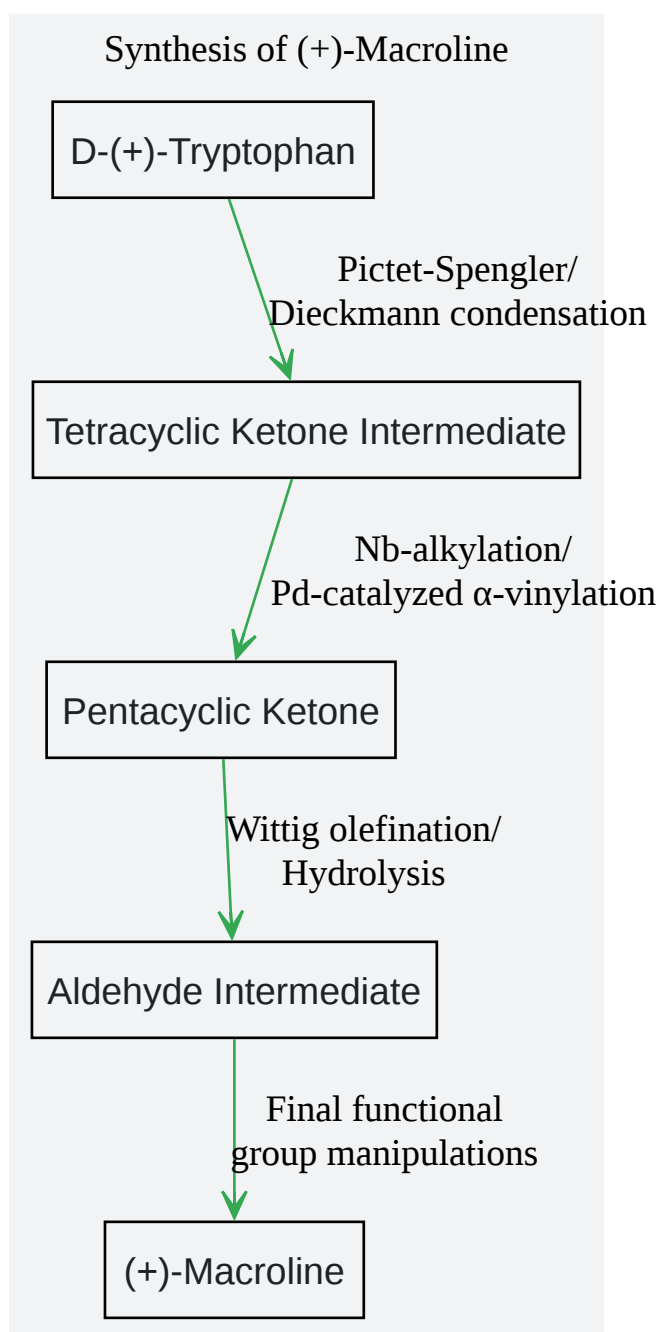 Synthesis of (+)-Macroline
D-(+)-Tryptophan
Pictet-Spengler/
Dieckmann condensation
Tetracyclic Ketone Intermediate
Nb-alkylation/
Pd-catalyzed α-vinylation
Pentacyclic Ketone
Wittig olefination/
Hydrolysis
Aldehyde Intermediate
Final functional
group manipulations
(+)-Macroline